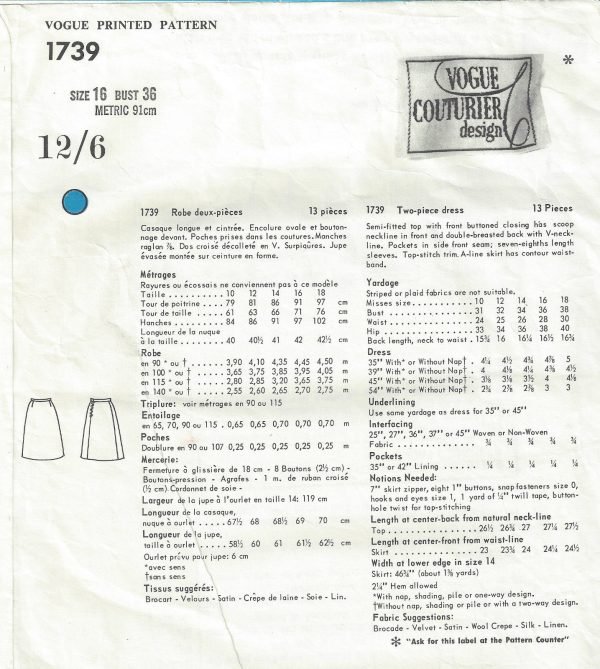 VOGUE PRINTED PATTERN
1739
SIZE 16 BUST 36
METRIC 91cm
12/6
VOGUE
COUTURIER
design
*
1739 Robe deux-pièces 13 pièces
Casaque longue et cintrée. Encolure ovale et boutonnage devant. Poches prises dans les coutures. Manches
raglan ⅞. Dos croisé décolleté en V. Surpiqûres. Jupe
évasée montée sur ceinture en forme.
Métrages
Rayures ou écossais ne conviennent pas à ce modèle
Taille . . . . . . . . . . 10 12 14 16 18
Tour de poitrine . . . . 79 81 86 91 97 cm
Tour de taille . . . . . . 61 63 66 71 76 cm
Hanches . . . . . . . . . 84 86 91 97 102 cm
Longueur de la nuque
à la taille . . . . . . . . . 40 40½ 41 42 42½ cm
Robe
en 90 * ou † . . . . . . . 3,90 4,10 4,35 4,45 4,50 m
en 100 * ou † . . . . . . 3,65 3,75 3,85 3,95 4,05 m
en 115 * ou † . . . . . . 2,80 2,85 3,20 3,65 3,75 m
en 140 * ou † . . . . . . 2,55 2,60 2,65 2,70 2,75 m
Triplure: voir métrages en 90 ou 115
Entoilage
en 65, 70, 90 ou 115 . 0,65 0,65 0,70 0,70 0,70 m
Poches
Doublure en 90 ou 107 0,25 0,25 0,25 0,25 0,25 m
Mercerie:
Fermeture à glissière de 18 cm - 8 Boutons (2½ cm) -
Boutons-pression - Agrafes - 1 m. de ruban croisé
(½ cm) Cordonnet de soie -
Largeur de la jupe à l'ourlet en taille 14: 119 cm
Longueur de la casaque,
nuque à ourlet . . . . . 67½ 68 68½ 69 70 cm
Longueur de la jupe,
taille à ourlet . . . . . . 58½ 60 61 61½ 62½ cm
Ourlet prévu pour jupe: 6 cm
*avec sens
†sans sens
Tissus suggérés:
Brocart - Velours - Satin - Crêpe de laine - Soie - Lin.
1739 Two-piece dress 13 Pieces
Semi-fitted top with front buttoned closing has scoop
neckline in front and double-breasted back with V-neckline. Pockets in side front seam; seven-eighths length
sleeves. Top-stitch trim. A-line skirt has contour waistband.
Yardage
Striped or plaid fabrics are not suitable.
Misses size . . . . . . . . . . . 10 12 14 16 18
Bust . . . . . . . . . . . . . . . . 31 32 34 36 38
Waist . . . . . . . . . . . . . . . 24 25 26 28 30
Hip . . . . . . . . . . . . . . . . . 33 34 36 38 40
Back length, neck to waist . 15¾ 16 16¼ 16½ 16¾
Dress
35" With* or Without Nap† . 4¼ 4½ 4¾ 4⅞ 5
39" With* or Without Nap† . 4 4⅛ 4¼ 4⅜ 4½
45" With* or Without Nap† . 3⅛ 3⅛ 3½ 4 4⅛
54" With* or Without Nap† . 2¾ 2⅞ 2⅞ 3 3
Underlining
Use same yardage as dress for 35" or 45"
Interfacing
25", 27", 36", 37" or 45" Woven or Non-Woven
Fabric . . . . . . . . . . . . . . ¾ ¾ ¾ ¾ ¾
Pockets
35" or 42" Lining . . . . . . ¼ ¼ ¼ ¼ ¼
Notions Needed:
7" skirt zipper, eight 1" buttons, snap fasteners size 0,
hooks and eyes size 1, 1 yard of ¼" twill tape, buttonhole twist for top-stitching
Length at center-back from natural neck-line
Top . . . . . . . . . . . . . . . . 26½ 26¾ 27 27¼ 27½
Length at center-front from waist-line
Skirt . . . . . . . . . . . . . . . 23 23¾ 24 24¼ 24½
Width at lower edge in size 14
Skirt: 46¾" (about 1⅜ yards)
2¼" Hem allowed
*With nap, shading, pile or one-way design.
†Without nap, shading or pile or with a two-way design.
Fabric Suggestions:
Brocade - Velvet - Satin - Wool Crepe - Silk - Linen.
* "Ask for this label at the Pattern Counter"